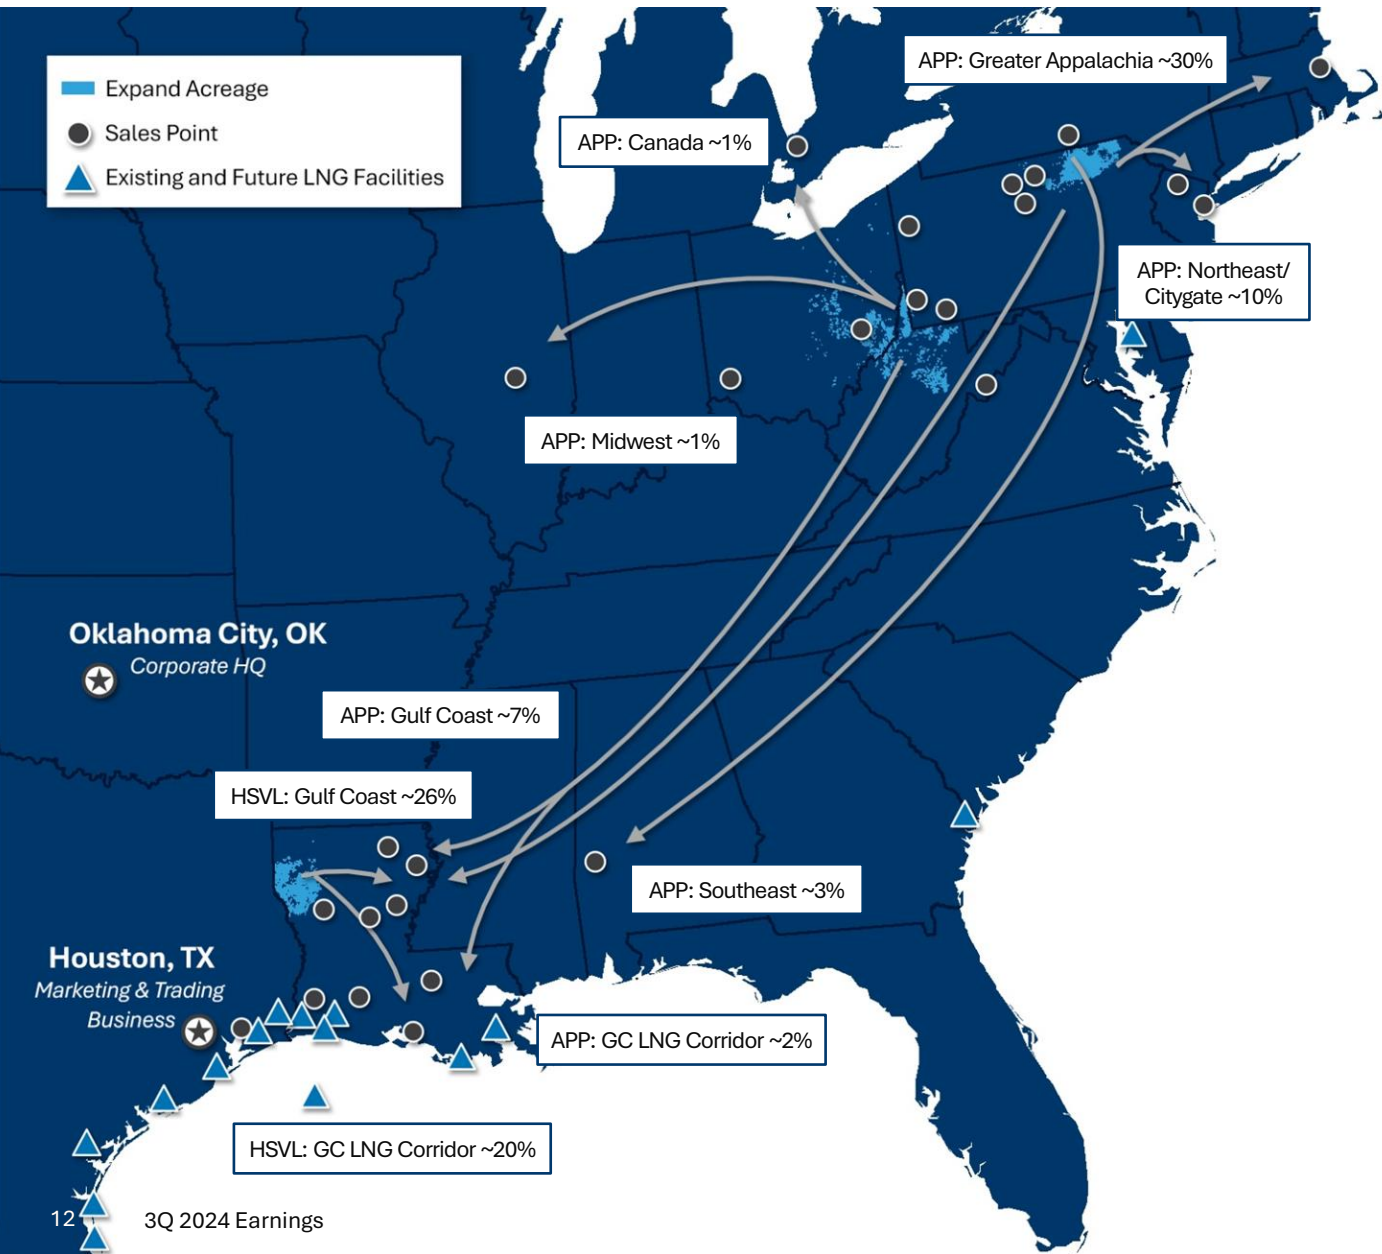 APP: Greater Appalachia ~30%
Expand Acreage
Sales Point
Existing and Future LNG Facilities
APP: Canada ~1%
APP: Northeast/
Citygate ~10%
APP: Midwest ~1%
Oklahoma City, OK
Corporate HQ
APP: Gulf Coast ~7%
HSVL: Gulf Coast ~26%
APP: Southeast ~3%
Houston, TX
Marketing & Trading
Business
APP: GC LNG Corridor ~2%
HSVL: GC LNG Corridor ~20%
12
3Q 2024 Earnings